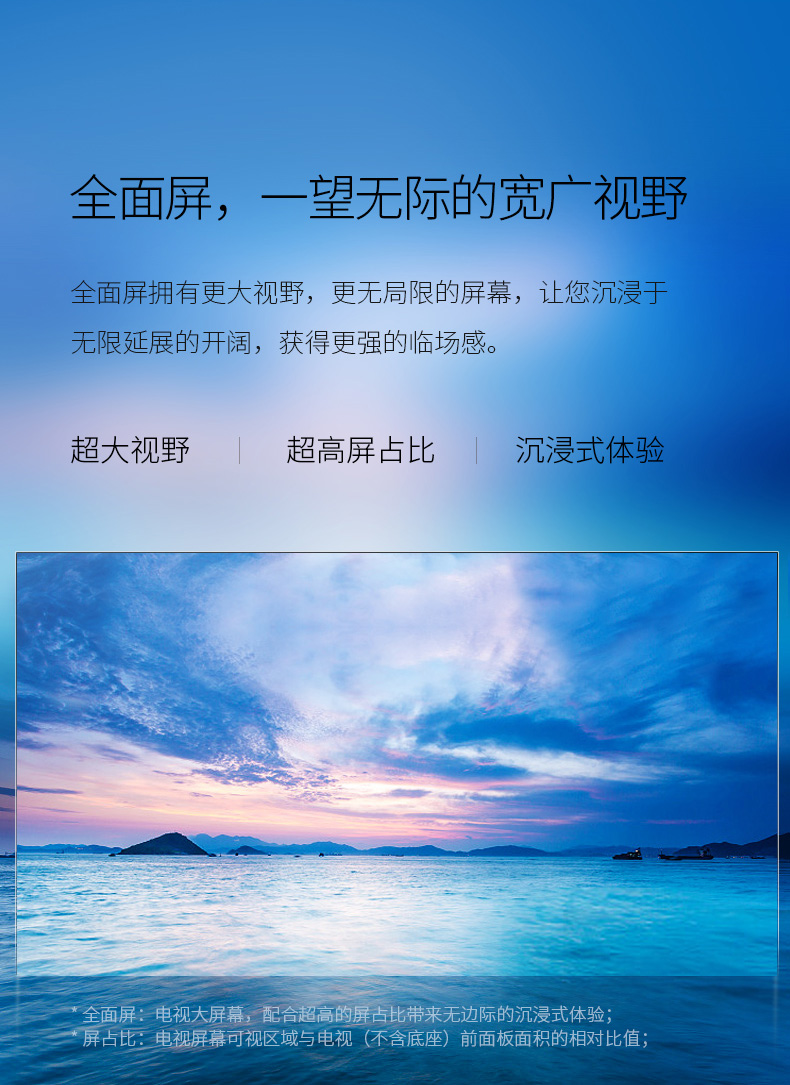 全面屏，一望无际的宽广视野
全面屏拥有更大视野，更无局限的屏幕，让您沉浸于
无限延展的开阔，获得更强的临场感。
超大视野 | 超高屏占比 | 沉浸式体验
* 全面屏：电视大屏幕，配合超高的屏占比带来无边际的沉浸式体验；
* 屏占比：电视屏幕可视区域与电视（不含底座）前面板面积的相对比值；